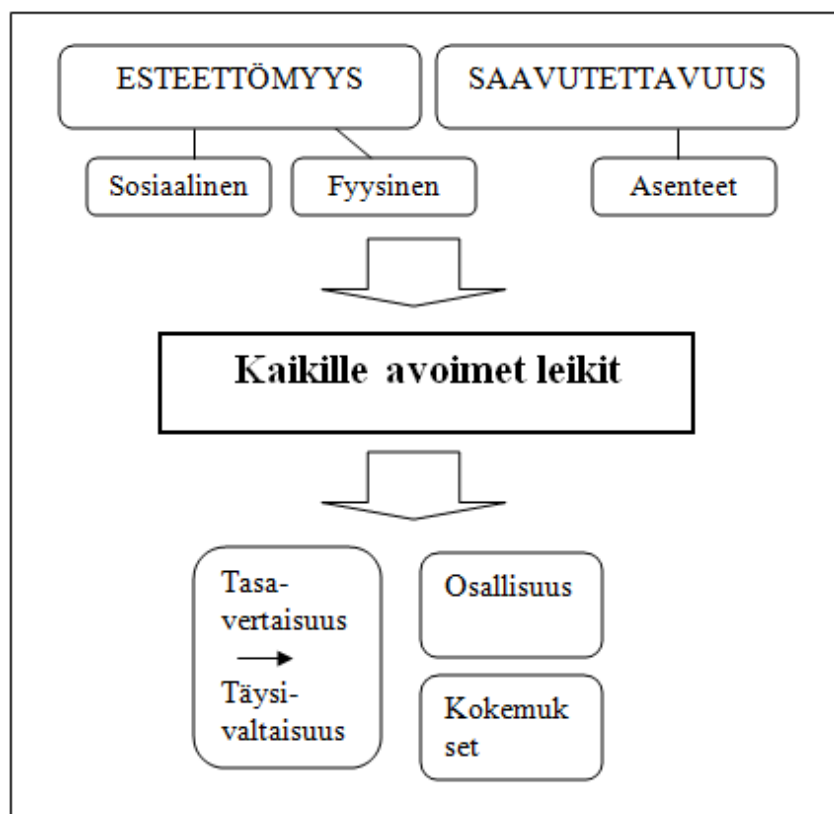 ESTEETTÖMYYS
SAAVUTETTAVUUS
Sosiaalinen
Fyysinen
Asenteet
Kaikille avoimet leikit
Tasa-
vertaisuus
Täysi-
valtaisuus
Osallisuus
Kokemuk
set